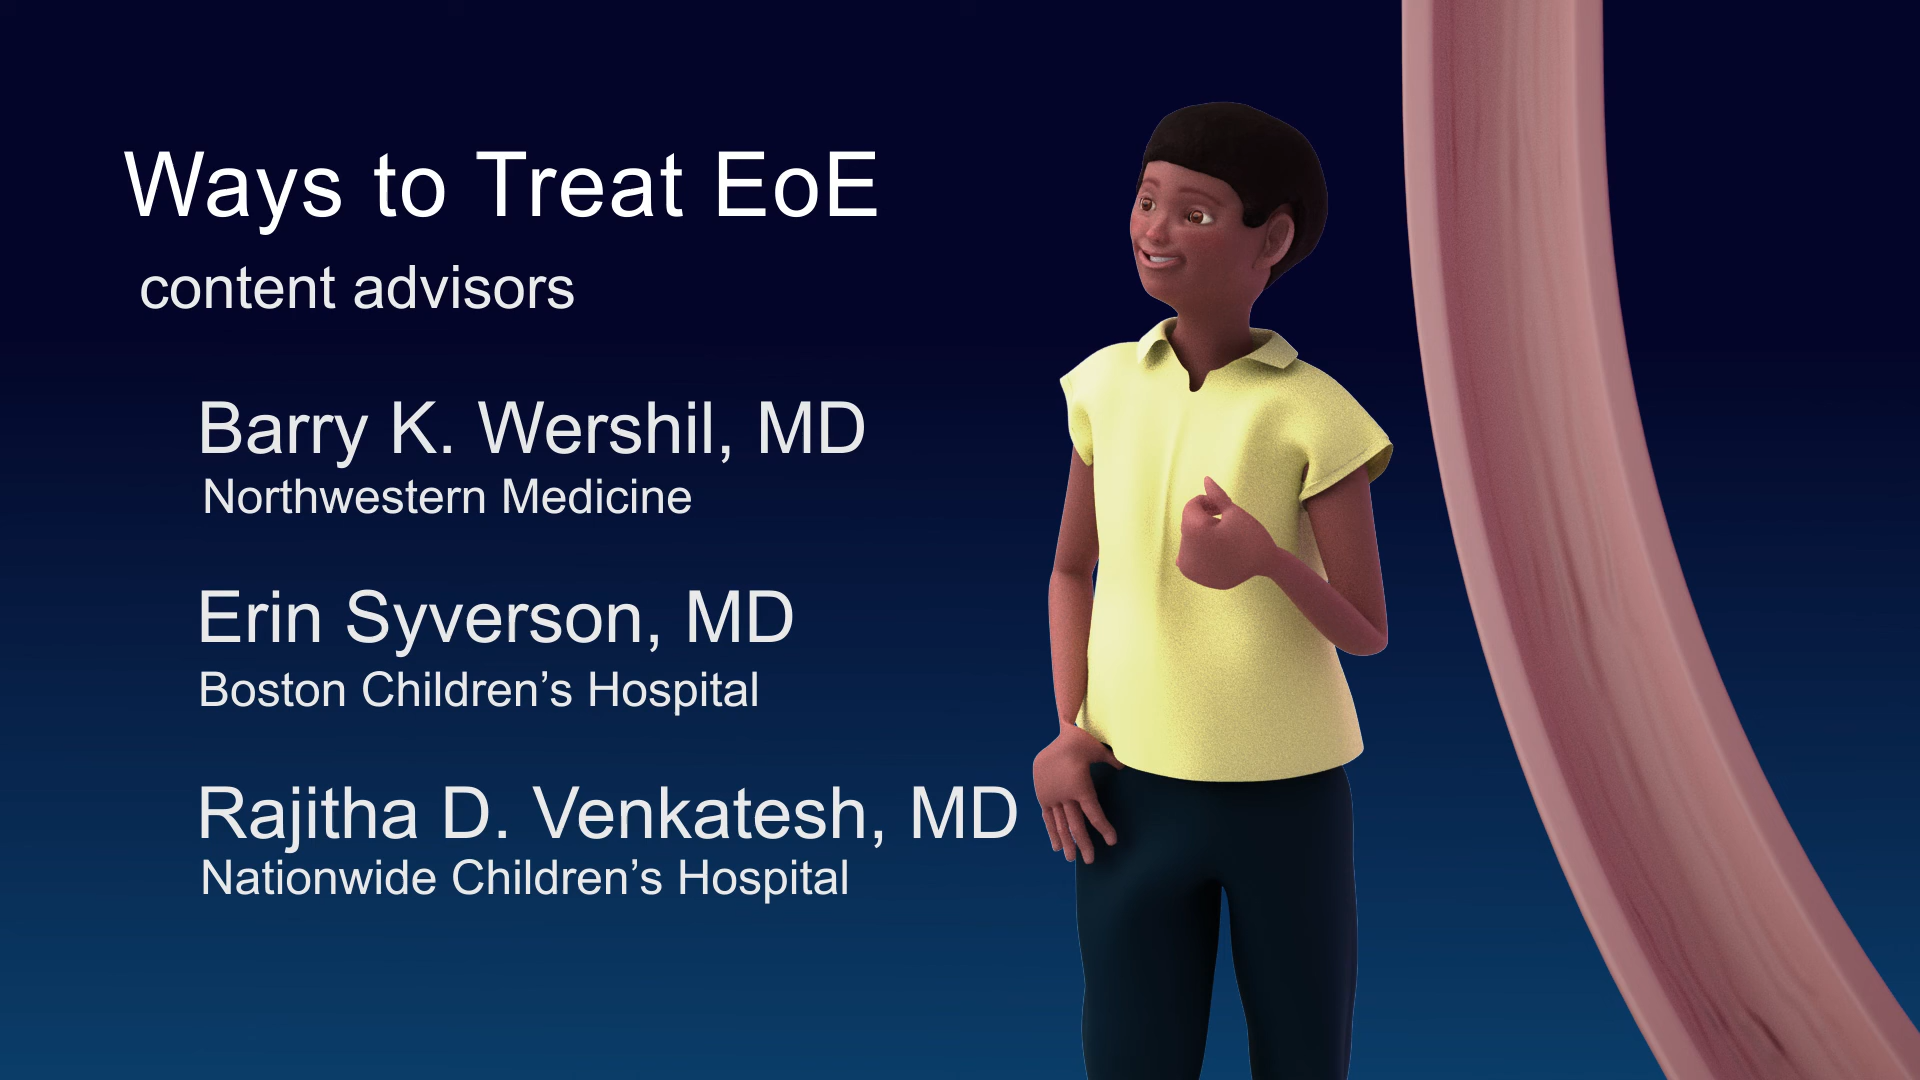 Ways to Treat EoE
content advisors
Barry K. Wershil, MD
Northwestern Medicine
Erin Syverson, MD
Boston Children’s Hospital
Rajitha D. Venkatesh, MD
Nationwide Children’s Hospital